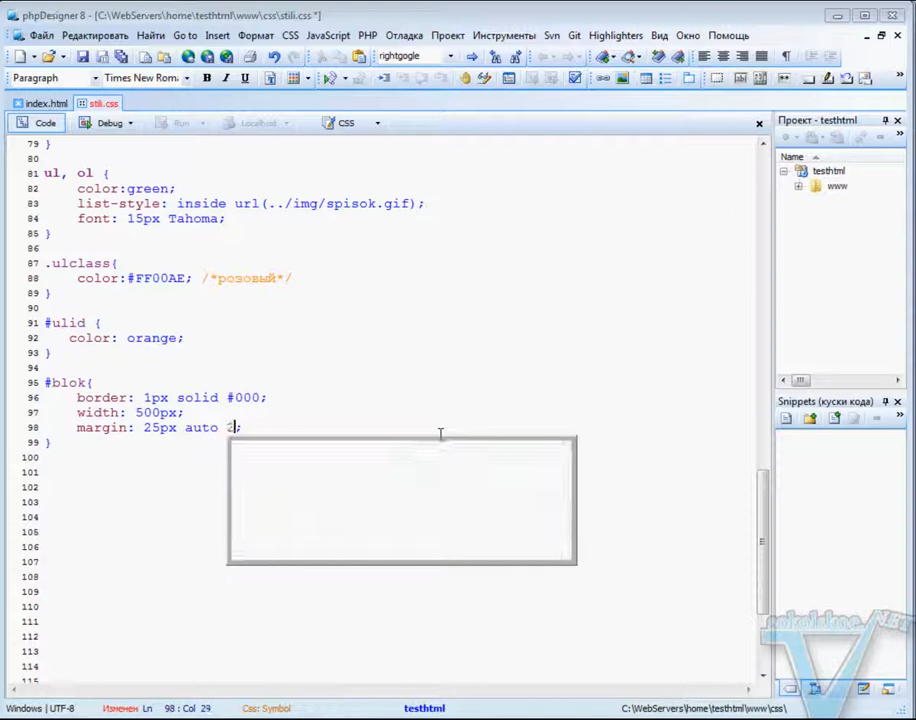 phpDesigner 8 - [C:\WebServers\home\testhtml\www\css\stili.css *]
Файл Редактировать Найти Go to Insert Формат CSS JavaScript PHP Отладка Проект Инструменты Svn Git Highlighters Вид Окно Помощь
rightgogle
Paragraph Times New Rom B I U
index.html stili.css
Code Debug Run Localhost CSS
79 }
80
81 ul, ol {
82 color:green;
83 list-style: inside url(../img/spisok.gif);
84 font: 15px Tahoma;
85 }
86
87 .ulclass{
88 color:#FF00AE; /*розовый*/
89 }
90
91 #ulid {
92 color: orange;
93 }
94
95 #blok{
96 border: 1px solid #000;
97 width: 500px;
98 margin: 25px auto 2;
99 }
100
101
102
103
104
105
106
107
108
109
110
111
112
113
114
115
Проект - testhtml
Name
testhtml
www
Snippets (куски кода)
Windows | UTF-8 Изменен Ln 98 : Col 29 Css: Symbol testhtml C:\WebServers\home\testhtml\www\css\